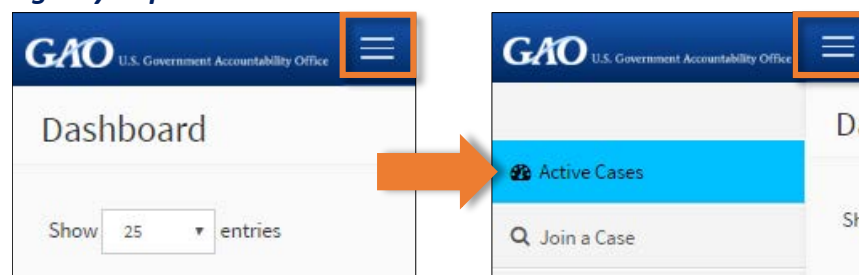 GAO U.S. Government Accountability Office
Dashboard
Show 25 entries
GAO U.S. Government Accountability Office
Active Cases
Join a Case